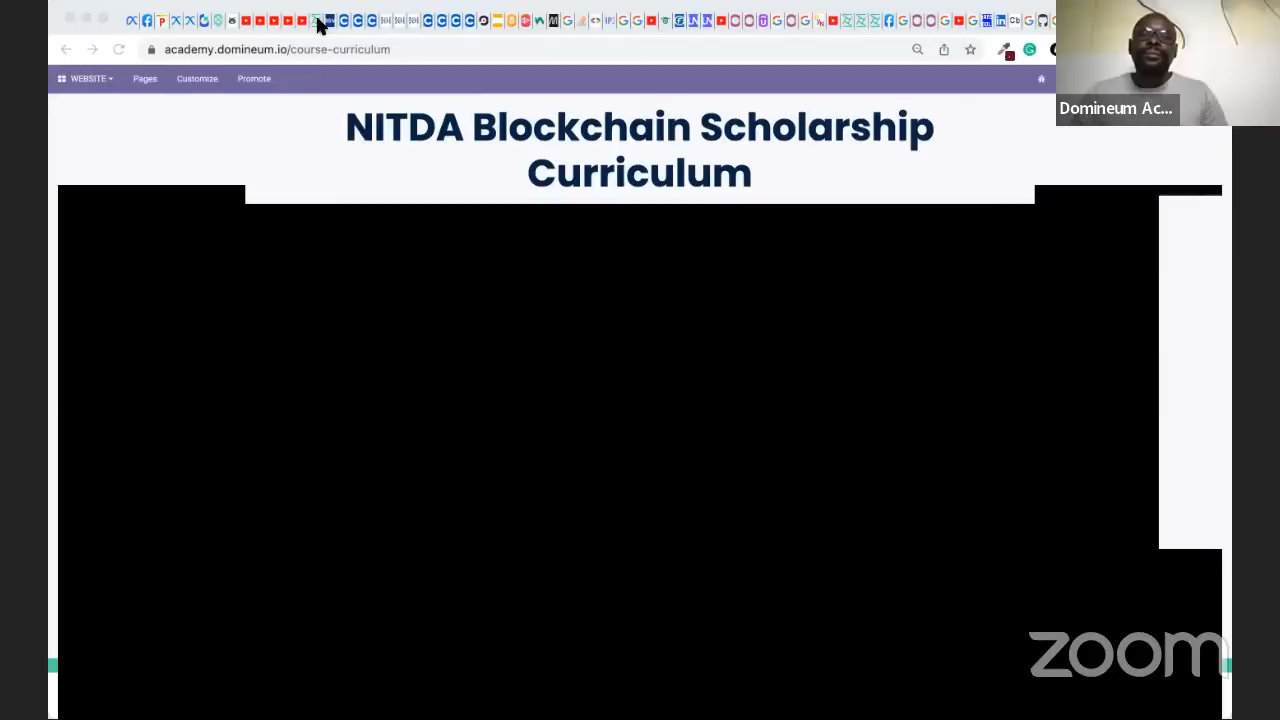 academy.domineum.io/course-curriculum
WEBSITE Pages Customize Promote
Domineum Ac...
NITDA Blockchain Scholarship
Curriculum
zoom